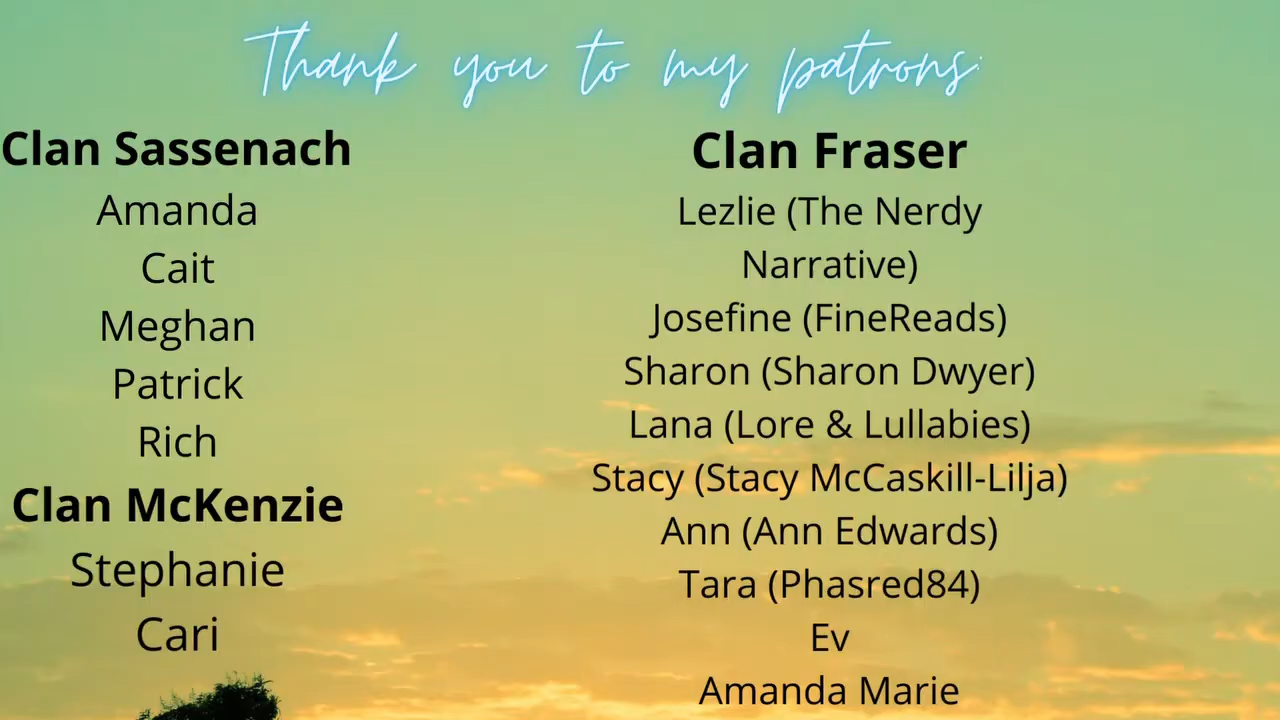 Thank you to my patrons:
Clan Sassenach
Amanda
Cait
Meghan
Patrick
Rich
Clan McKenzie
Stephanie
Cari
Clan Fraser
Lezlie (The Nerdy
Narrative)
Josefine (FineReads)
Sharon (Sharon Dwyer)
Lana (Lore & Lullabies)
Stacy (Stacy McCaskill-Lilja)
Ann (Ann Edwards)
Tara (Phasred84)
Ev
Amanda Marie